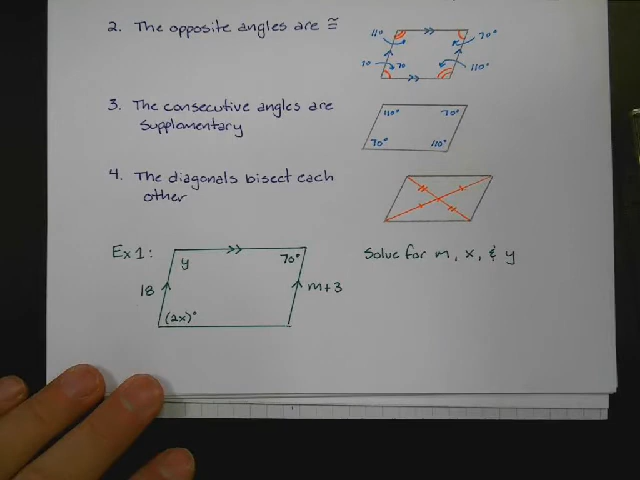 2. The opposite angles are ≅
110 70°
70 70 110°
3. The consecutive angles are
Supplementary
110° 70°
70° 110°
4. The diagonals bisect each
other
Ex 1: Solve for m, x, & y
y 70°
18 m+3
(2x)°